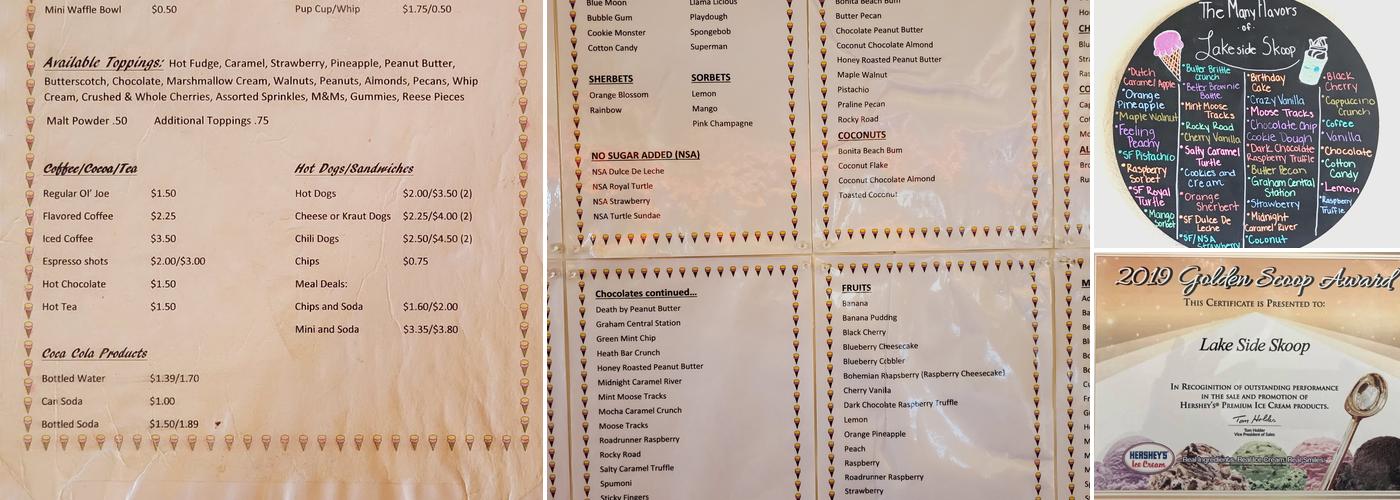 Mini Waffle Bowl $0.50 Pup Cup/Whip $1.75/0.50
Available Toppings: Hot Fudge, Caramel, Strawberry, Pineapple, Peanut Butter,
Butterscotch, Chocolate, Marshmallow Cream, Walnuts, Peanuts, Almonds, Pecans, Whip
Cream, Crushed & Whole Cherries, Assorted Sprinkles, M&Ms, Gummies, Reese Pieces
Malt Powder .50 Additional Toppings .75
Coffee/Cocoa/Tea
Regular Ol' Joe $1.50
Flavored Coffee $2.25
Iced Coffee $3.50
Espresso shots $2.00/$3.00
Hot Chocolate $1.50
Hot Tea $1.50
Hot Dogs/Sandwiches
Hot Dogs $2.00/$3.50 (2)
Cheese or Kraut Dogs $2.25/$4.00 (2)
Chili Dogs $2.50/$4.50 (2)
Chips $0.75
Meal Deals:
Chips and Soda $1.60/$2.00
Mini and Soda $3.35/$3.80
Coca Cola Products
Bottled Water $1.39/1.70
Can Soda $1.00
Bottled Soda $1.50/1.89
Blue Moon
Bubble Gum
Cookie Monster
Cotton Candy
Llama Licious
Playdough
Spongebob
Superman
SHERBETS
Orange Blossom
Rainbow
SORBETS
Lemon
Mango
Pink Champagne
NO SUGAR ADDED (NSA)
NSA Dulce De Leche
NSA Royal Turtle
NSA Strawberry
NSA Turtle Sundae
Bonita Beach Bum
Butter Pecan
Chocolate Peanut Butter
Coconut Chocolate Almond
Honey Roasted Peanut Butter
Maple Walnut
Pistachio
Praline Pecan
Rocky Road
COCONUTS
Bonita Beach Bum
Coconut Flake
Coconut Chocolate Almond
Toasted Coconut
Chocolates continued...
Death by Peanut Butter
Graham Central Station
Green Mint Chip
Heath Bar Crunch
Honey Roasted Peanut Butter
Midnight Caramel River
Mint Moose Tracks
Mocha Caramel Crunch
Moose Tracks
Roadrunner Raspberry
Rocky Road
Salty Caramel Truffle
Spumoni
Sticky Fingers
FRUITS
Banana
Banana Pudding
Black Cherry
Blueberry Cheesecake
Blueberry Cobbler
Bohemian Rhapsberry (Raspberry Cheesecake)
Cherry Vanilla
Dark Chocolate Raspberry Truffle
Lemon
Orange Pineapple
Peach
Raspberry
Roadrunner Raspberry
Strawberry
The Many Flavors
of
Lakeside Skoop
*Dutch
Caramel Apple
*Orange
Pineapple
*Maple Walnut
*Feeling
Peachy
*SF Pistachio
*Raspberry
Sorbet
*SF Royal
Turtle
*Mango
Sorbet
*Butter Brittle
Crunch
*Better Brownie
Batter
*Mint Moose
Tracks
*Rocky Road
*Cherry Vanilla
*Salty Caramel
Turtle
*Cookies and
Cream
*Orange
Sherbert
*SF Dulce De
Leche
*SF/NSA
Strawberry
*Birthday
Cake
*Crazy Vanilla
*Moose Tracks
*Chocolate Chip
Cookie Dough
*Dark Chocolate
Raspberry Truffle
*Butter Pecan
*Graham Central
Station
*Strawberry
*Midnight
Caramel River
*Coconut
*Black
Cherry
*Cappuccino
Crunch
*Coffee
*Vanilla
*Chocolate
*Cotton
Candy
*Lemon
*Raspberry
Truffle
2019 Golden Scoop Award
THIS CERTIFICATE IS PRESENTED TO:
Lake Side Skoop
IN RECOGNITION OF OUTSTANDING PERFORMANCE
IN THE SALE AND PROMOTION OF
HERSHEY'S® PREMIUM ICE CREAM PRODUCTS.
Tom Holder
Tom Holder
Vice President of Sales
HERSHEY'S
Ice Cream
Real Ingredients. Real Ice Cream. Real Smiles.